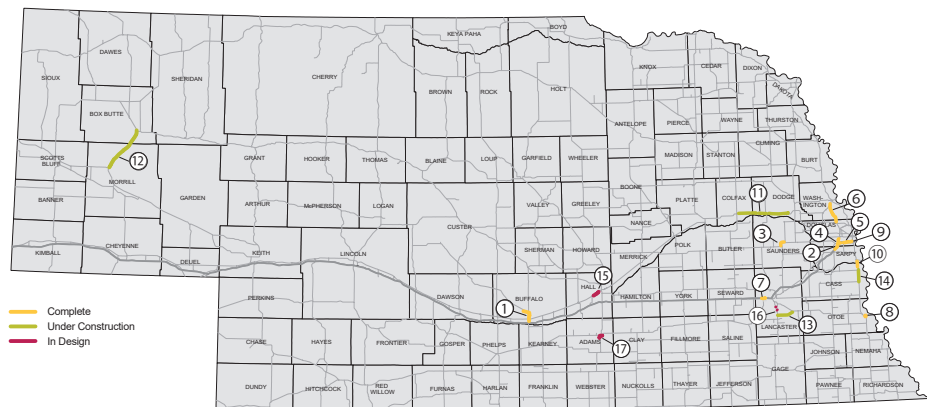 BOYD
KEYA PAHA
DAWES
KNOX
CEDAR
DIXON
SIOUX
SHERIDAN
CHERRY
DAKOTA
BROWN
ROCK
HOLT
BOX BUTTE
ANTELOPE
PIERCE
WAYNE
THURSTON
CUMING
SCOTTS
BLUFF
12
GRANT
HOOKER
THOMAS
BLAINE
LOUP
GARFIELD
WHEELER
MADISON
STANTON
BURT
MORRILL
BOONE
11
BANNER
GARDEN
ARTHUR
McPHERSON
LOGAN
VALLEY
GREELEY
PLATTE
COLFAX
DODGE
WASH-
INGTON
6
NANCE
DOUGLAS
5
CUSTER
3
4
9
CHEYENNE
SHERMAN
HOWARD
POLK
BUTLER
SAUNDERS
2
SARPY
KIMBALL
DEUEL
KEITH
LINCOLN
MERRICK
10
15
HALL
7
CASS
14
PERKINS
DAWSON
BUFFALO
HAMILTON
YORK
SEWARD
1
16
8
OTOE
LANCASTER
13
Complete
Under Construction
In Design
CHASE
HAYES
FRONTIER
GOSPER
PHELPS
KEARNEY
ADAMS
17
CLAY
FILLMORE
SALINE
JOHNSON
NEMAHA
GAGE
DUNDY
HITCHCOCK
RED
WILLOW
FURNAS
HARLAN
FRANKLIN
WEBSTER
NUCKOLLS
THAYER
JEFFERSON
PAWNEE
RICHARDSON